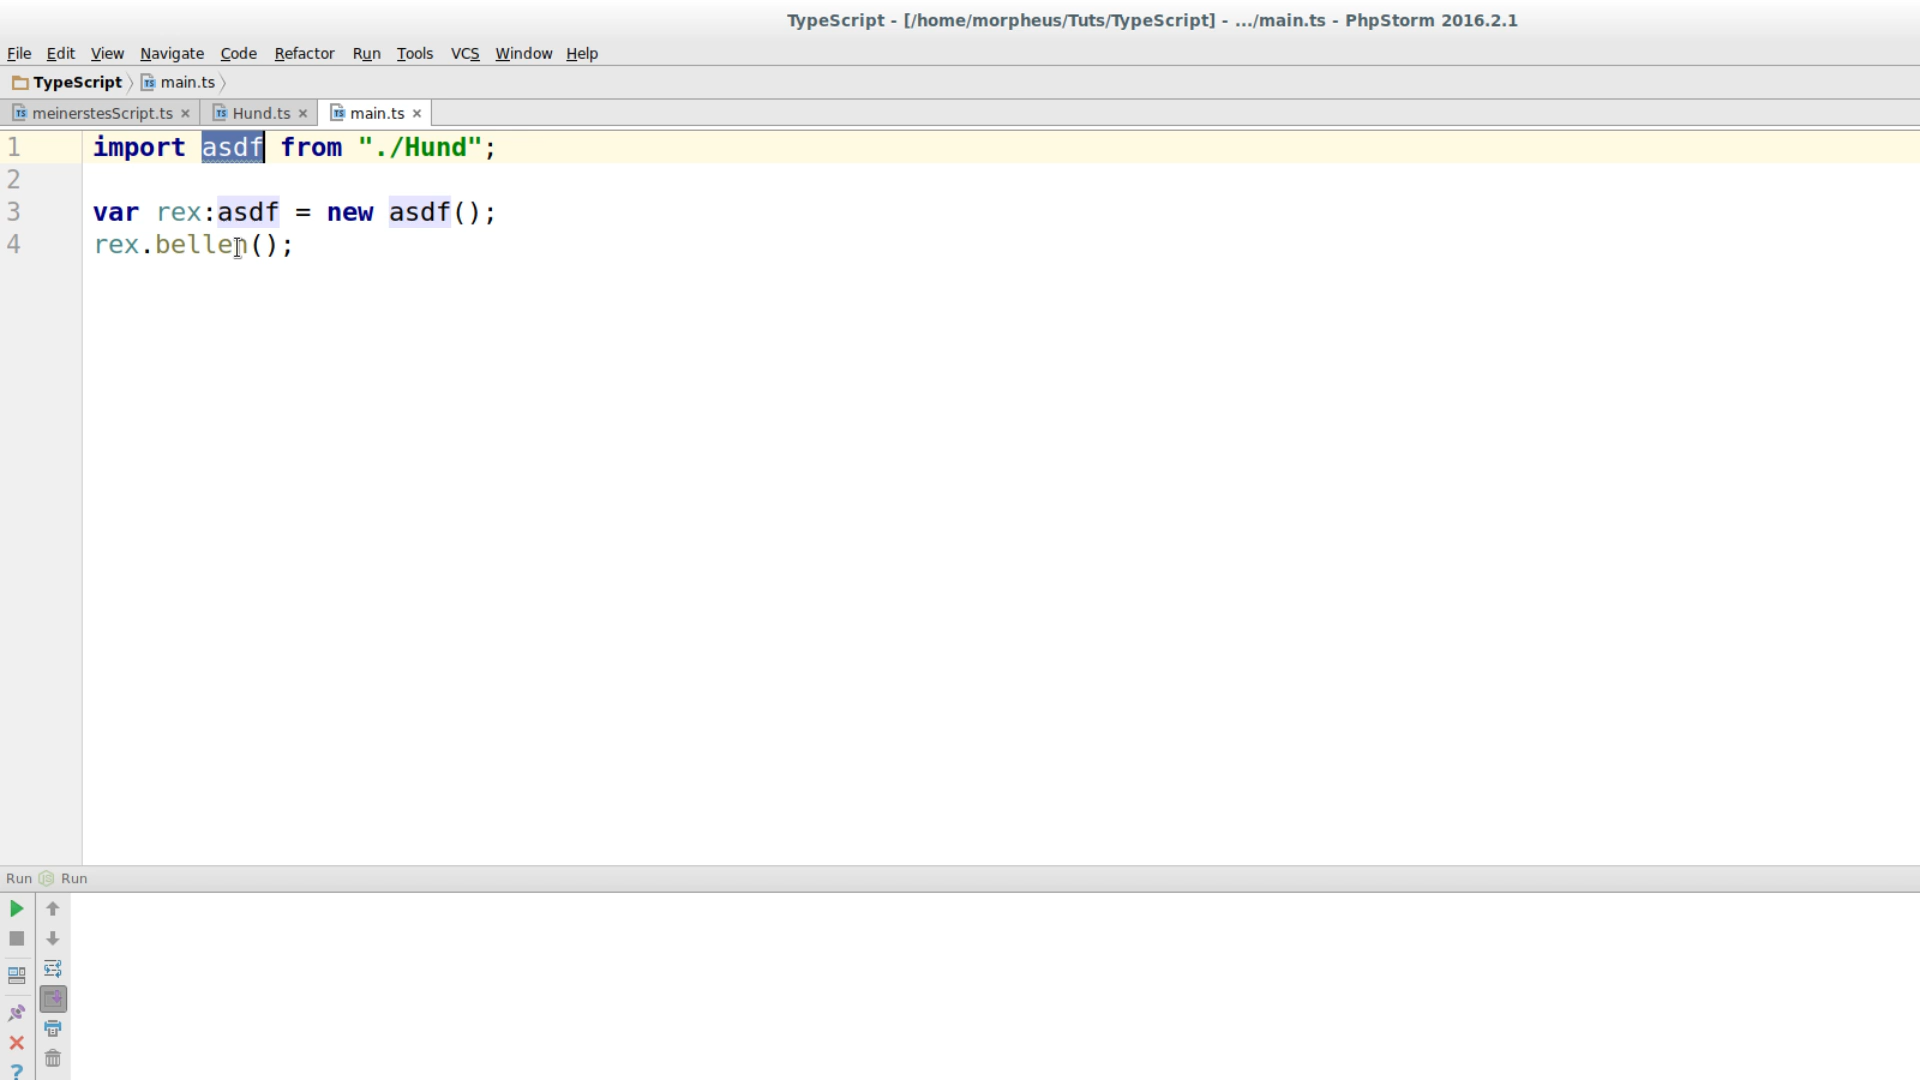 TypeScript - [/home/morpheus/Tuts/TypeScript] - .../main.ts - PhpStorm 2016.2.1
File Edit View Navigate Code Refactor Run Tools VCS Window Help
TypeScript main.ts
meinerstesScript.ts × Hund.ts × main.ts ×
1 import asdf from "./Hund";
2
3 var rex:asdf = new asdf();
4 rex.bellen();
Run Run